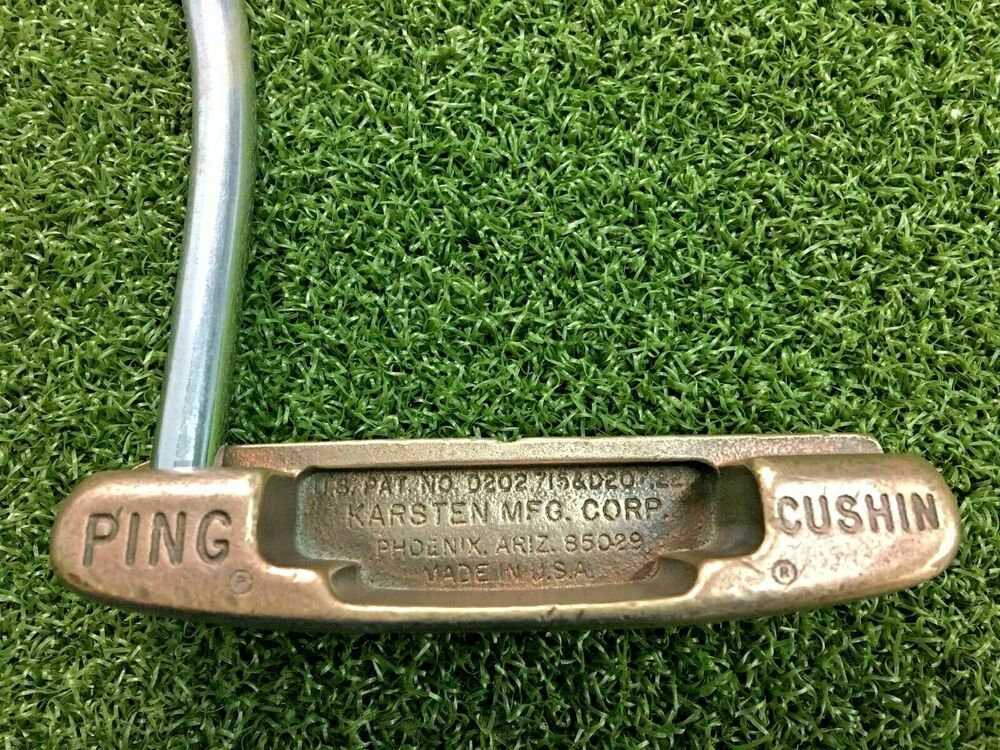 U.S. PAT. NO. D202 715&
KARSTEN MFG. CORP.
PHOENIX. ARIZ. 85029
MADE IN U.S.A.
PING
P
CUSHIN
®